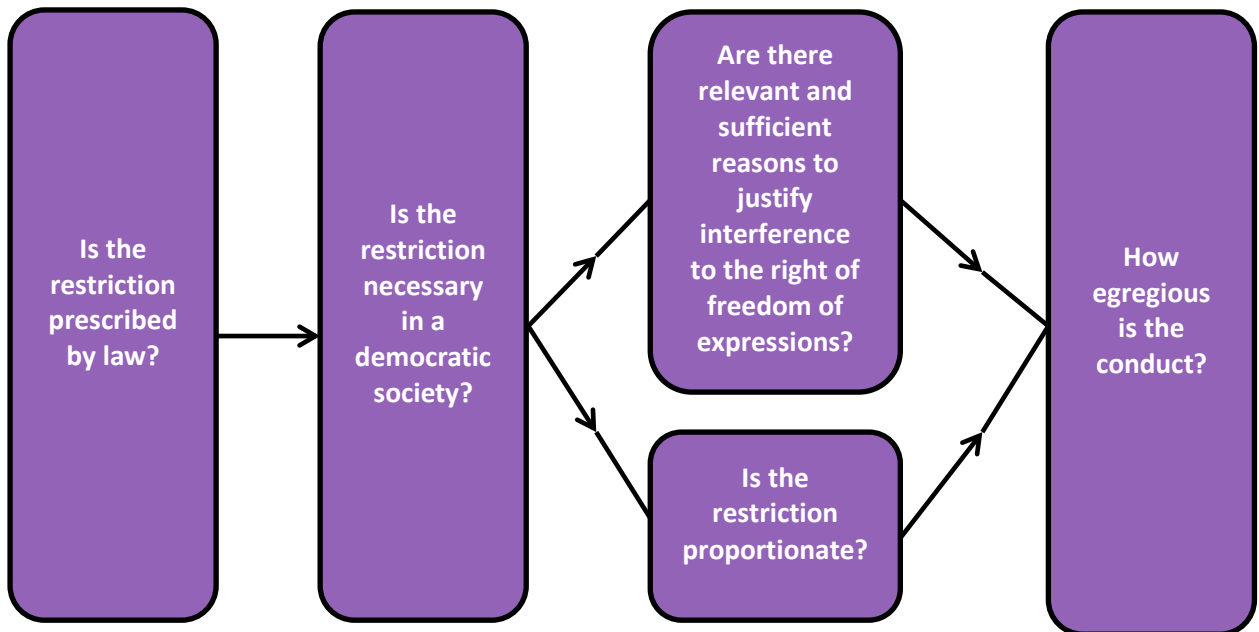 Is the
restriction
prescribed
by law?
Is the
restriction
necessary
in a
democratic
society?
Are there
relevant and
sufficient
reasons to
justify
interference
to the right of
freedom of
expressions?
Is the
restriction
proportionate?
How
egregious
is the
conduct?